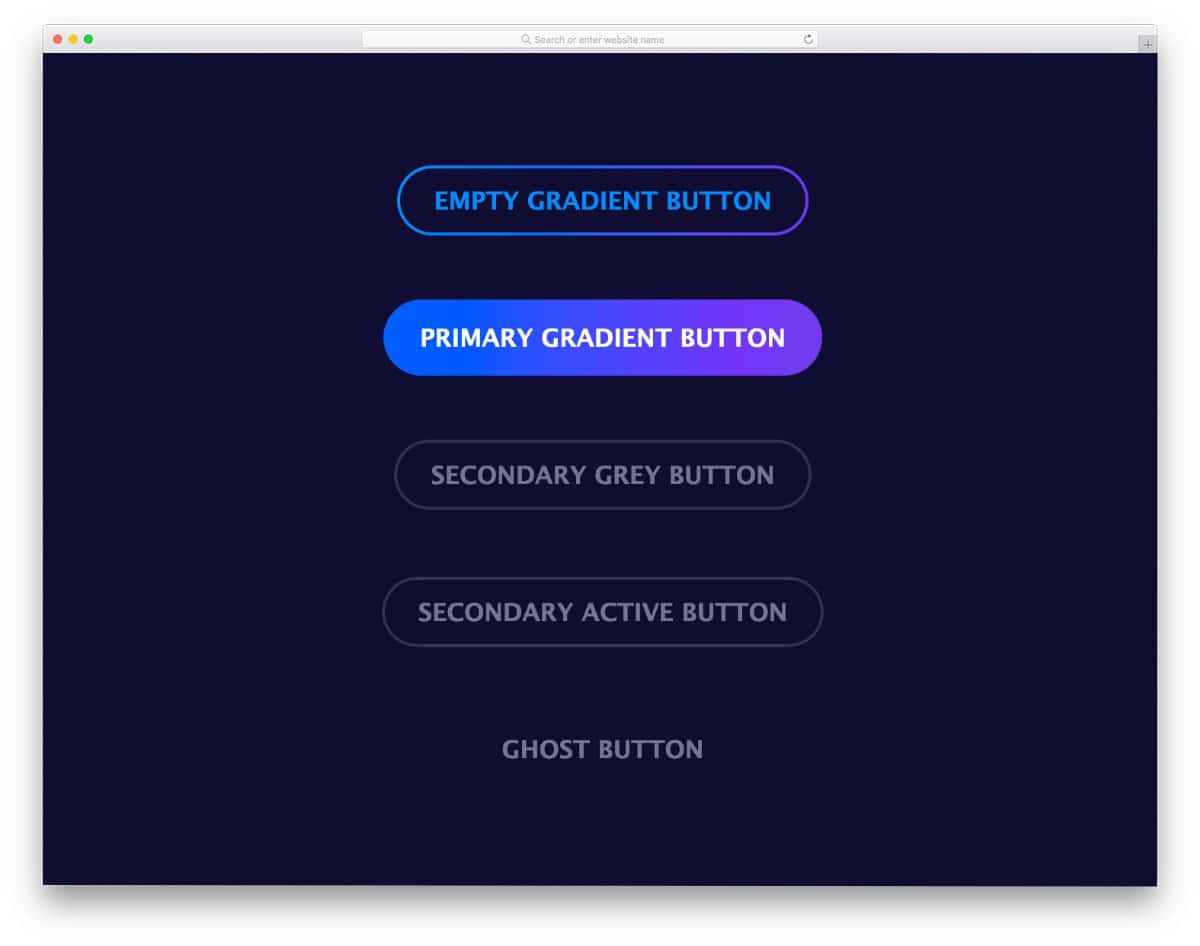 Search or enter website name
EMPTY GRADIENT BUTTON
PRIMARY GRADIENT BUTTON
SECONDARY GREY BUTTON
SECONDARY ACTIVE BUTTON
GHOST BUTTON